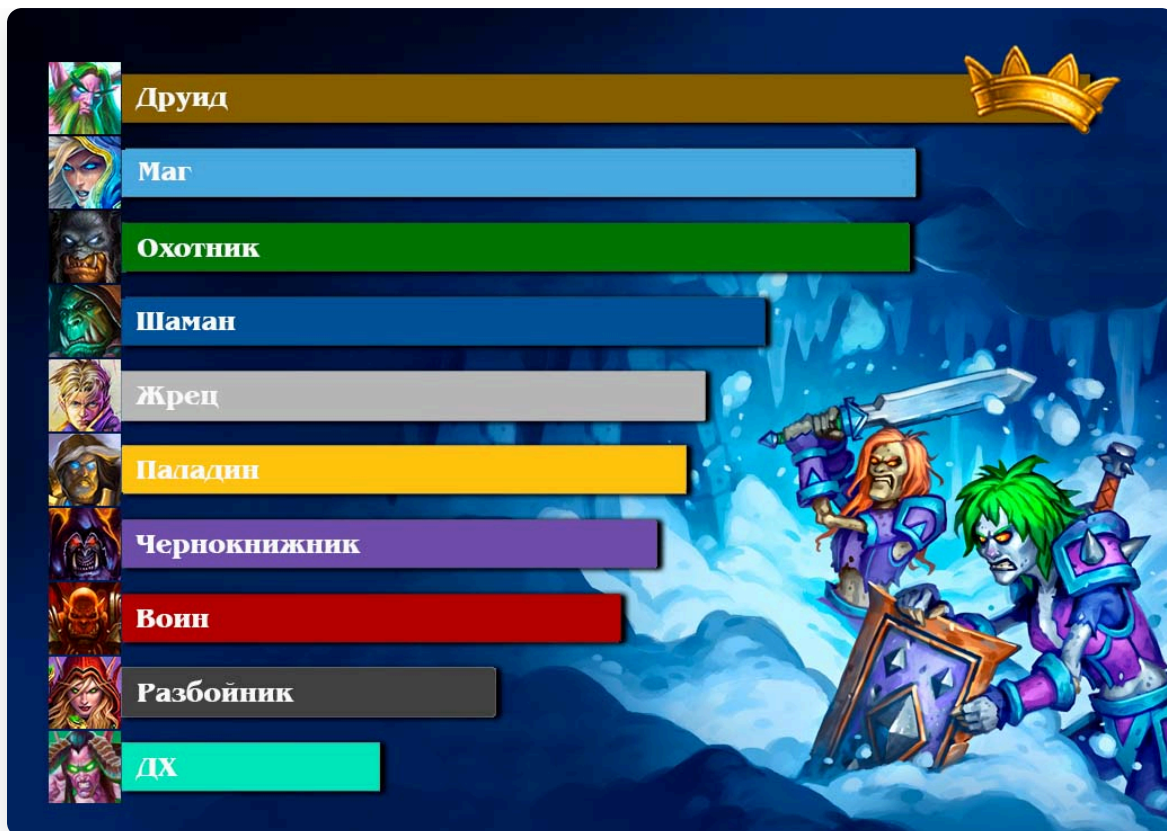 Друид
Маг
Охотник
Шаман
Жрец
Паладин
Чернокнижник
Воин
Разбойник
ДХ